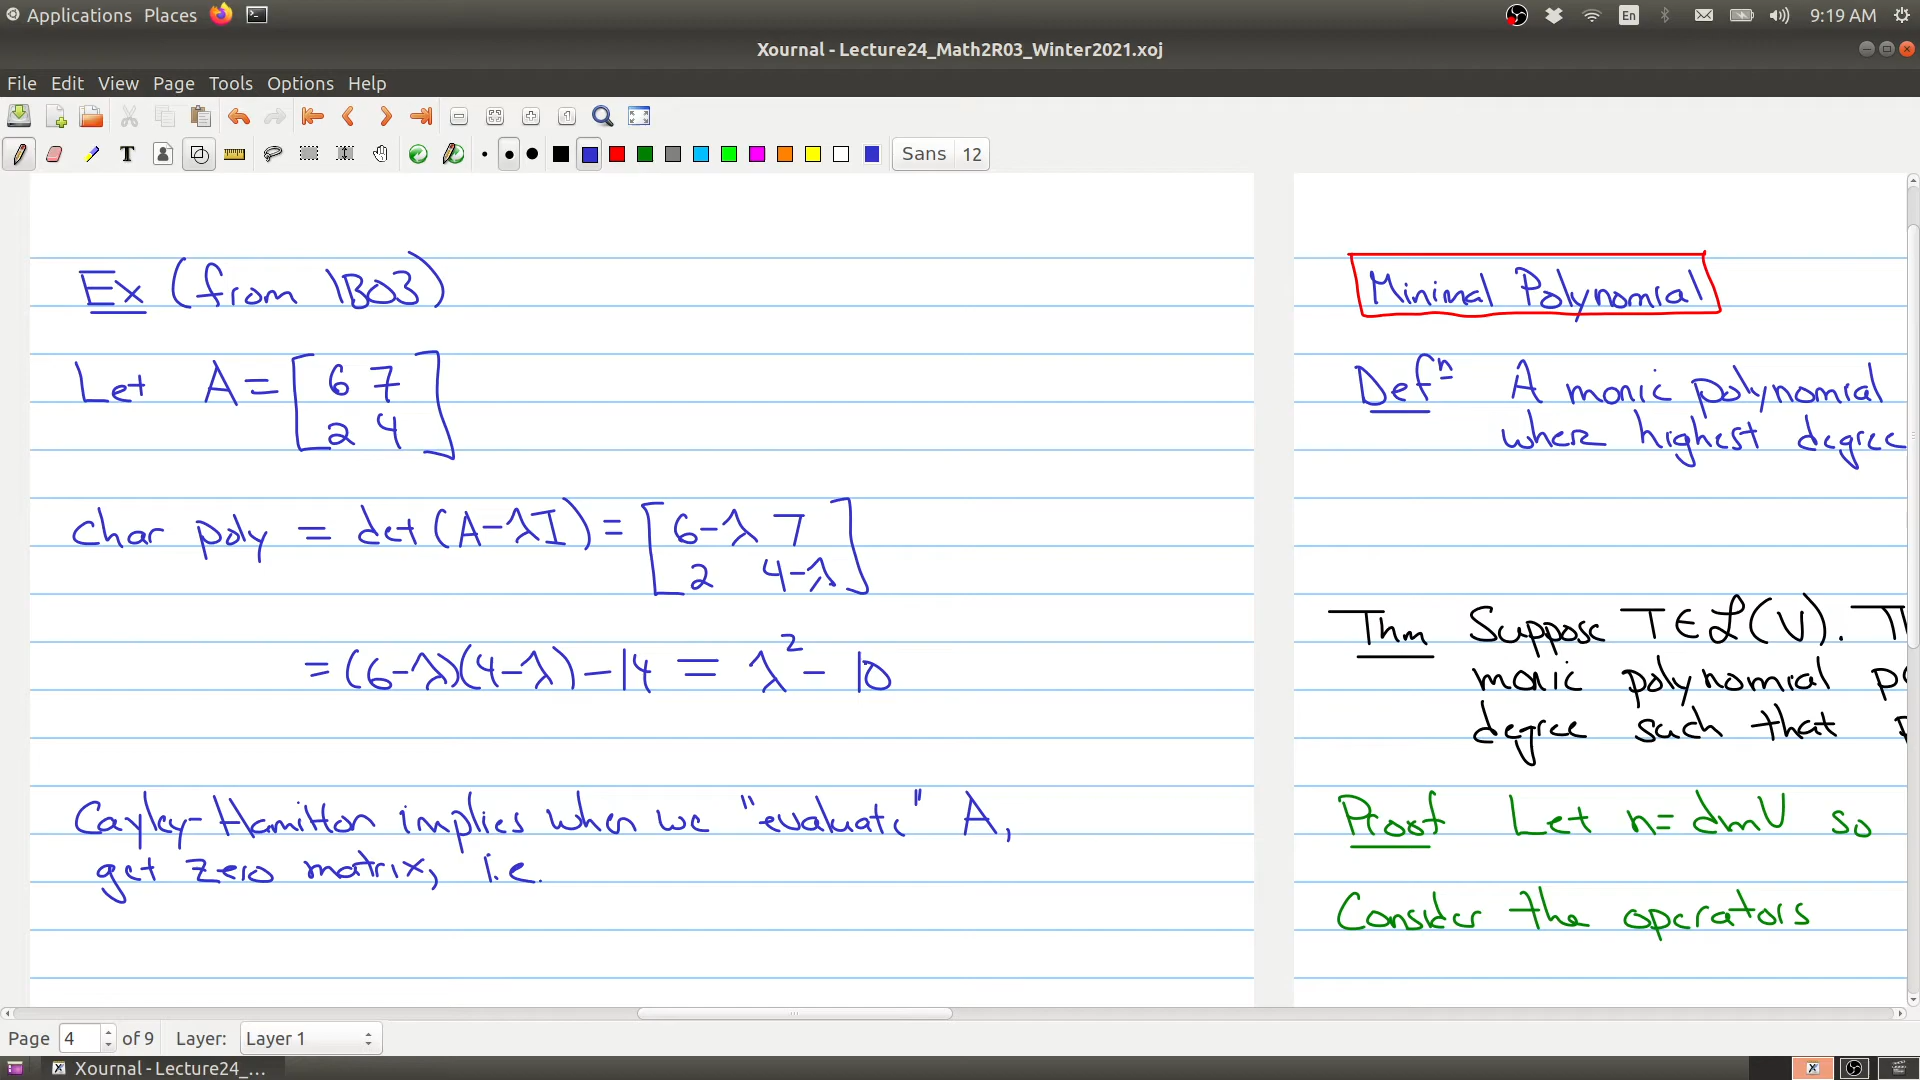 Applications Places En 9:19 AM
Xournal - Lecture24_Math2R03_Winter2021.xoj
File Edit View Page Tools Options Help
T Sans 12
Ex (from 1B03)
Let A = [ 6 7
2 4 ]
char poly = det(A-λI) = [ 6-λ 7
2 4-λ ]
= (6-λ)(4-λ) - 14 = λ² - 10
Cayley-Hamilton implies when we "evaluate" A,
get zero matrix, i.e.
Minimal Polynomial
Defⁿ A monic polynomial
where highest degree
Thm Suppose T∈ℒ(V).
monic polynomial
degree such that
Proof Let n = dim V so
Consider the operators
Page 4 of 9 Layer: Layer 1
Xournal - Lecture24_...